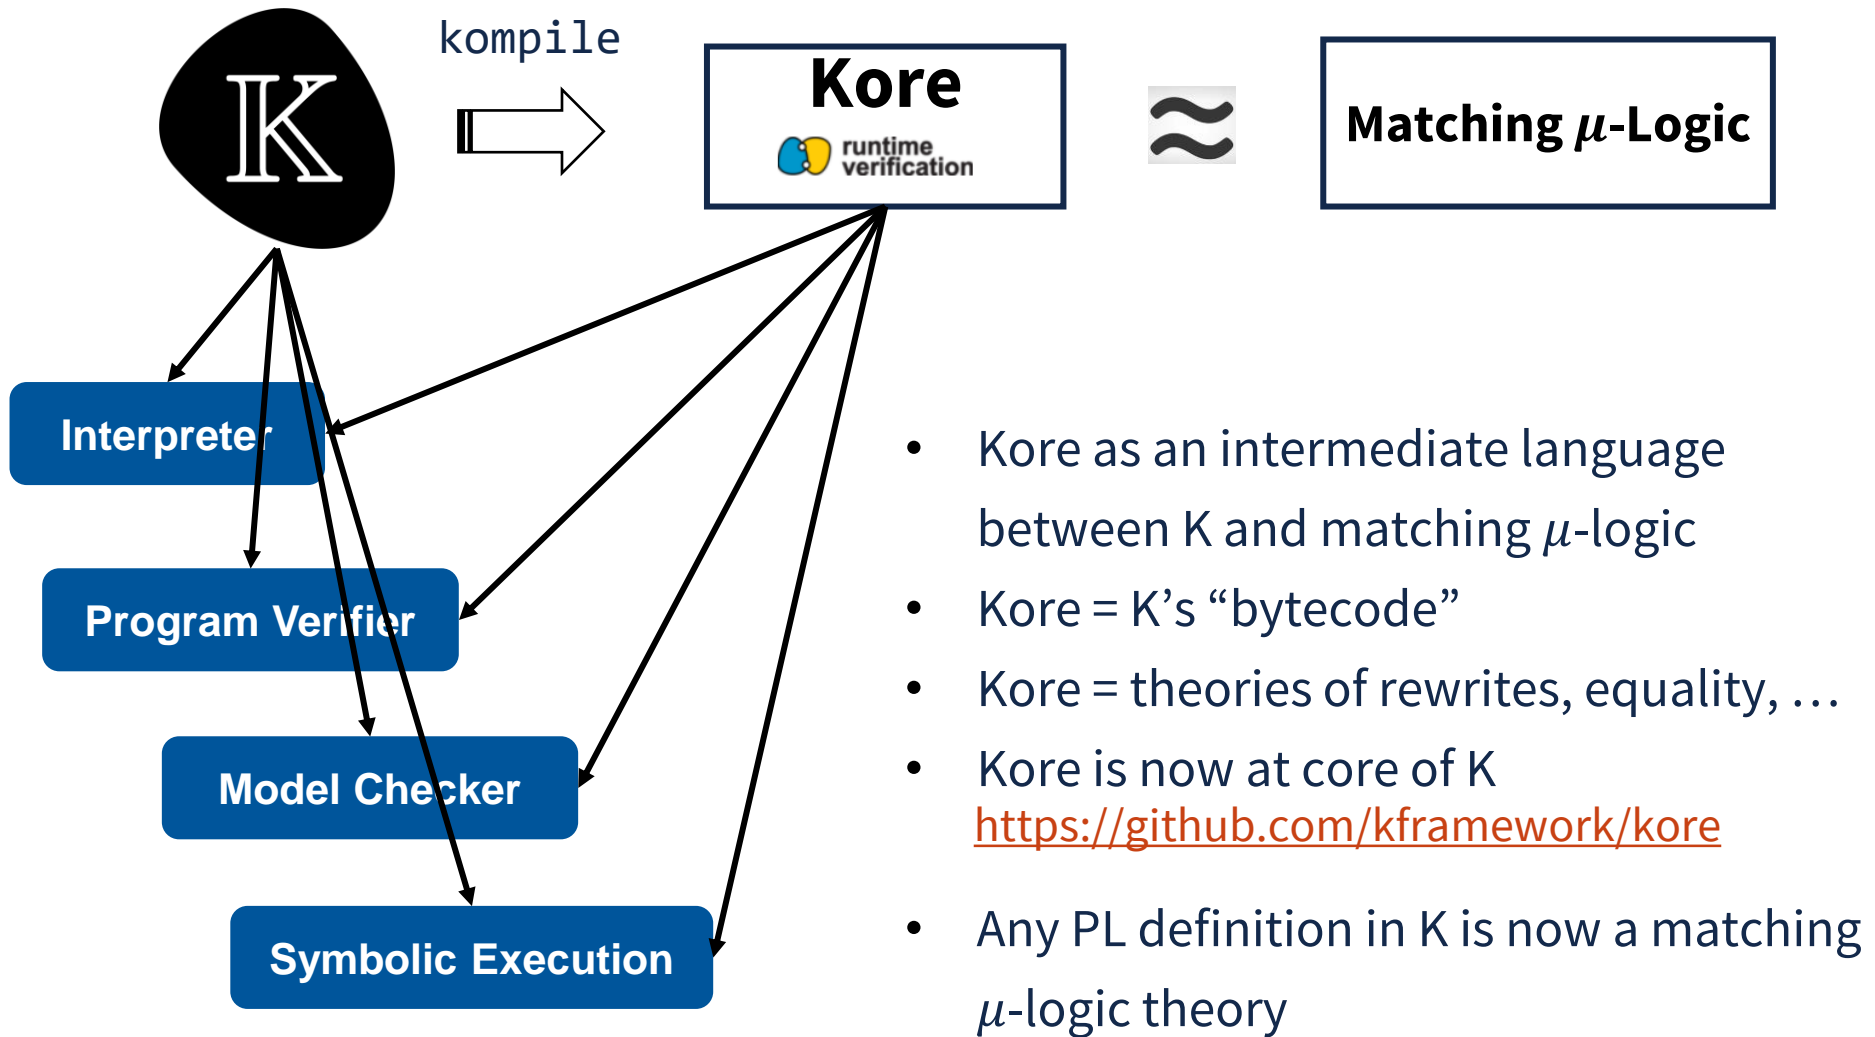 K
kompile
Kore
runtime
verification
≈
Matching μ-Logic
Interpreter
Program Verifier
Model Checker
Symbolic Execution
• Kore as an intermediate language
between K and matching μ-logic
• Kore = K’s “bytecode”
• Kore = theories of rewrites, equality, …
• Kore is now at core of K
https://github.com/kframework/kore
• Any PL definition in K is now a matching
μ-logic theory